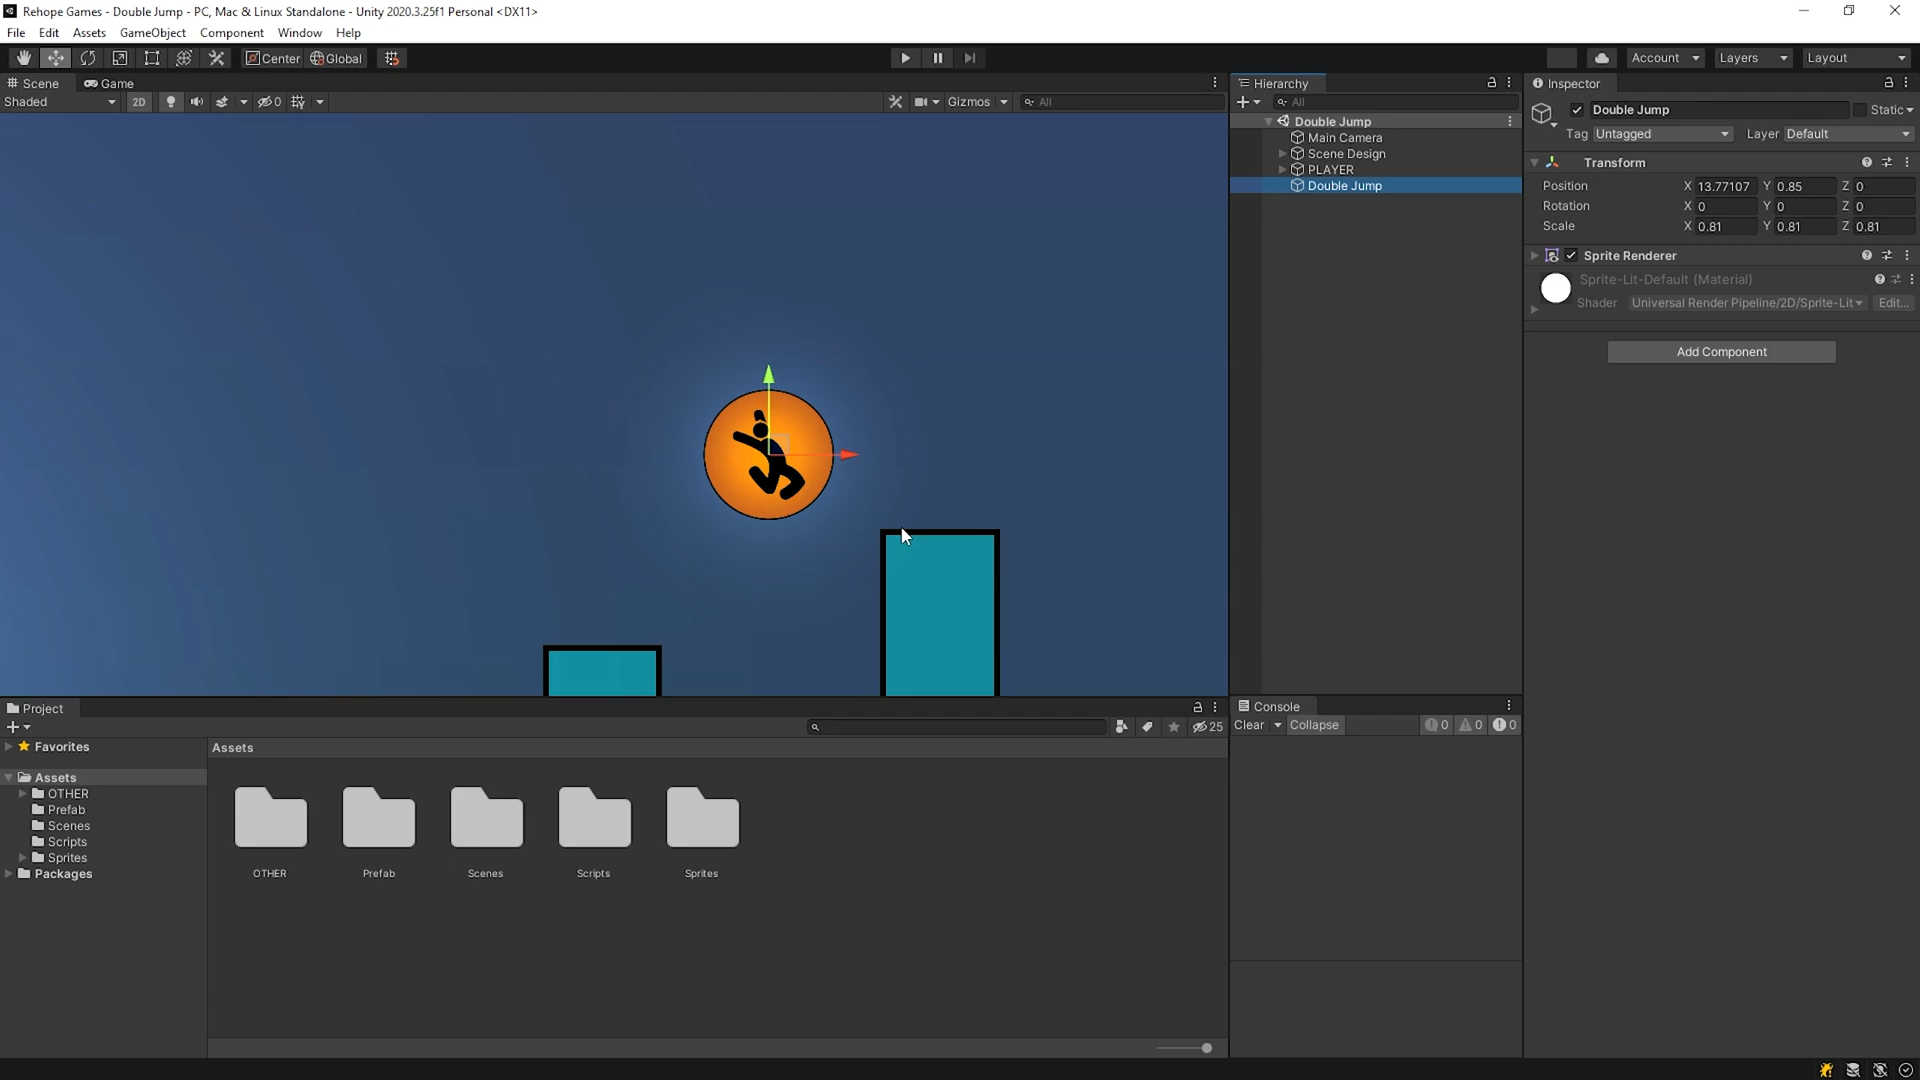 Rehope Games - Double Jump - PC, Mac & Linux Standalone - Unity 2020.3.25f1 Personal <DX11>
File Edit Assets GameObject Component Window Help
Center Global Account Layers Layout
Scene Game
Shaded 2D 0 Gizmos All
Hierarchy
All
Double Jump
Main Camera
Scene Design
PLAYER
Double Jump
Inspector
Double Jump Static
Tag Untagged Layer Default
Transform
Position X 13.77107 Y 0.85 Z 0
Rotation X 0 Y 0 Z 0
Scale X 0.81 Y 0.81 Z 0.81
Sprite Renderer
Sprite-Lit-Default (Material)
Shader Universal Render Pipeline/2D/Sprite-Lit Edit...
Add Component
Project
25
Favorites
Assets
OTHER
Prefab
Scenes
Scripts
Sprites
Packages
Assets
OTHER Prefab Scenes Scripts Sprites
Console
Clear Collapse 0 0 0